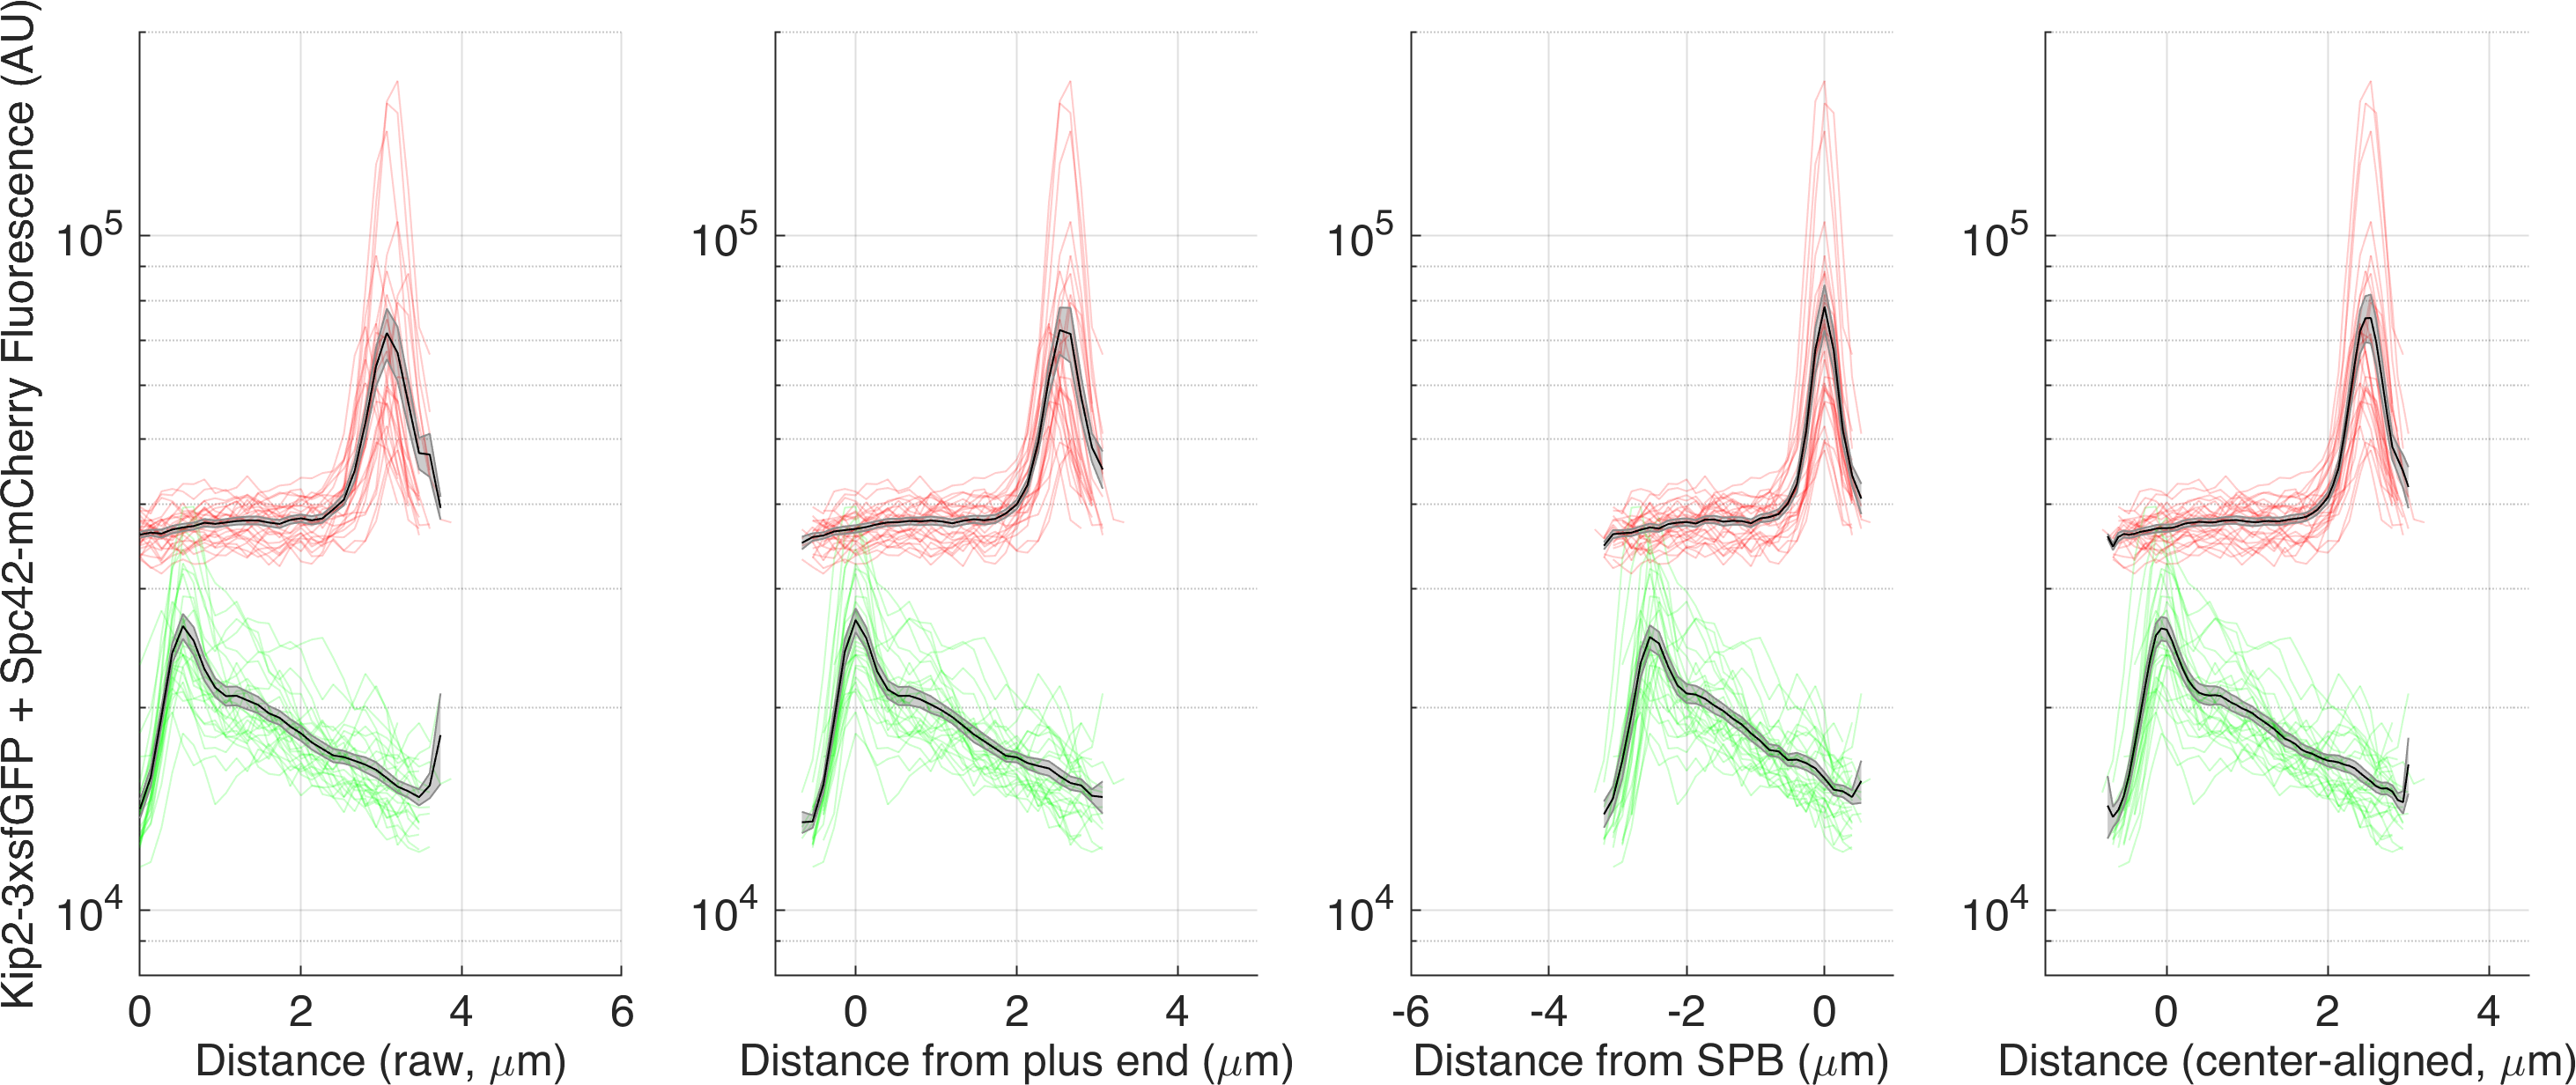 Kip2-3xsfGFP + Spc42-mCherry Fluorescence (AU)
10^5
10^4
0 2 4 6
Distance (raw, μm)
10^5
10^4
0 2 4
Distance from plus end (μm)
10^5
10^4
-6 -4 -2 0
Distance from SPB (μm)
10^5
10^4
0 2 4
Distance (center-aligned, μm)